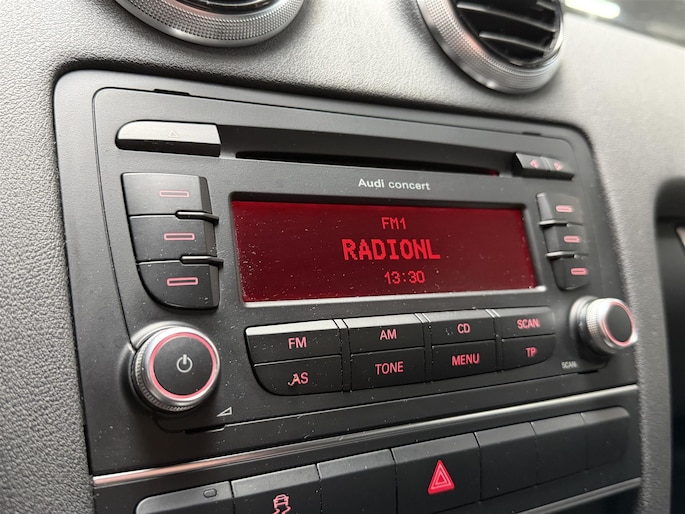 Audi concert
FM1
RADIONL
13:30
FM AM CD SCAN
AS TONE MENU TP
SCAN